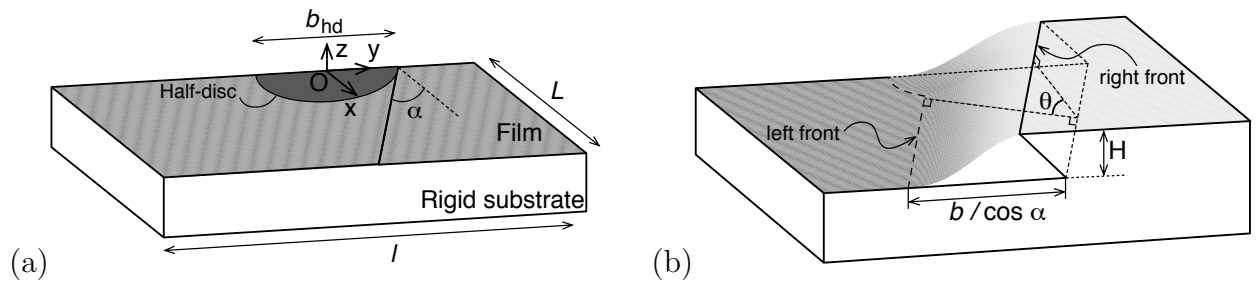 b_hd
z
y
O
x
Half-disc
α
L
Film
Rigid substrate
l
(a)
right front
θ
left front
H
b / cos α
(b)